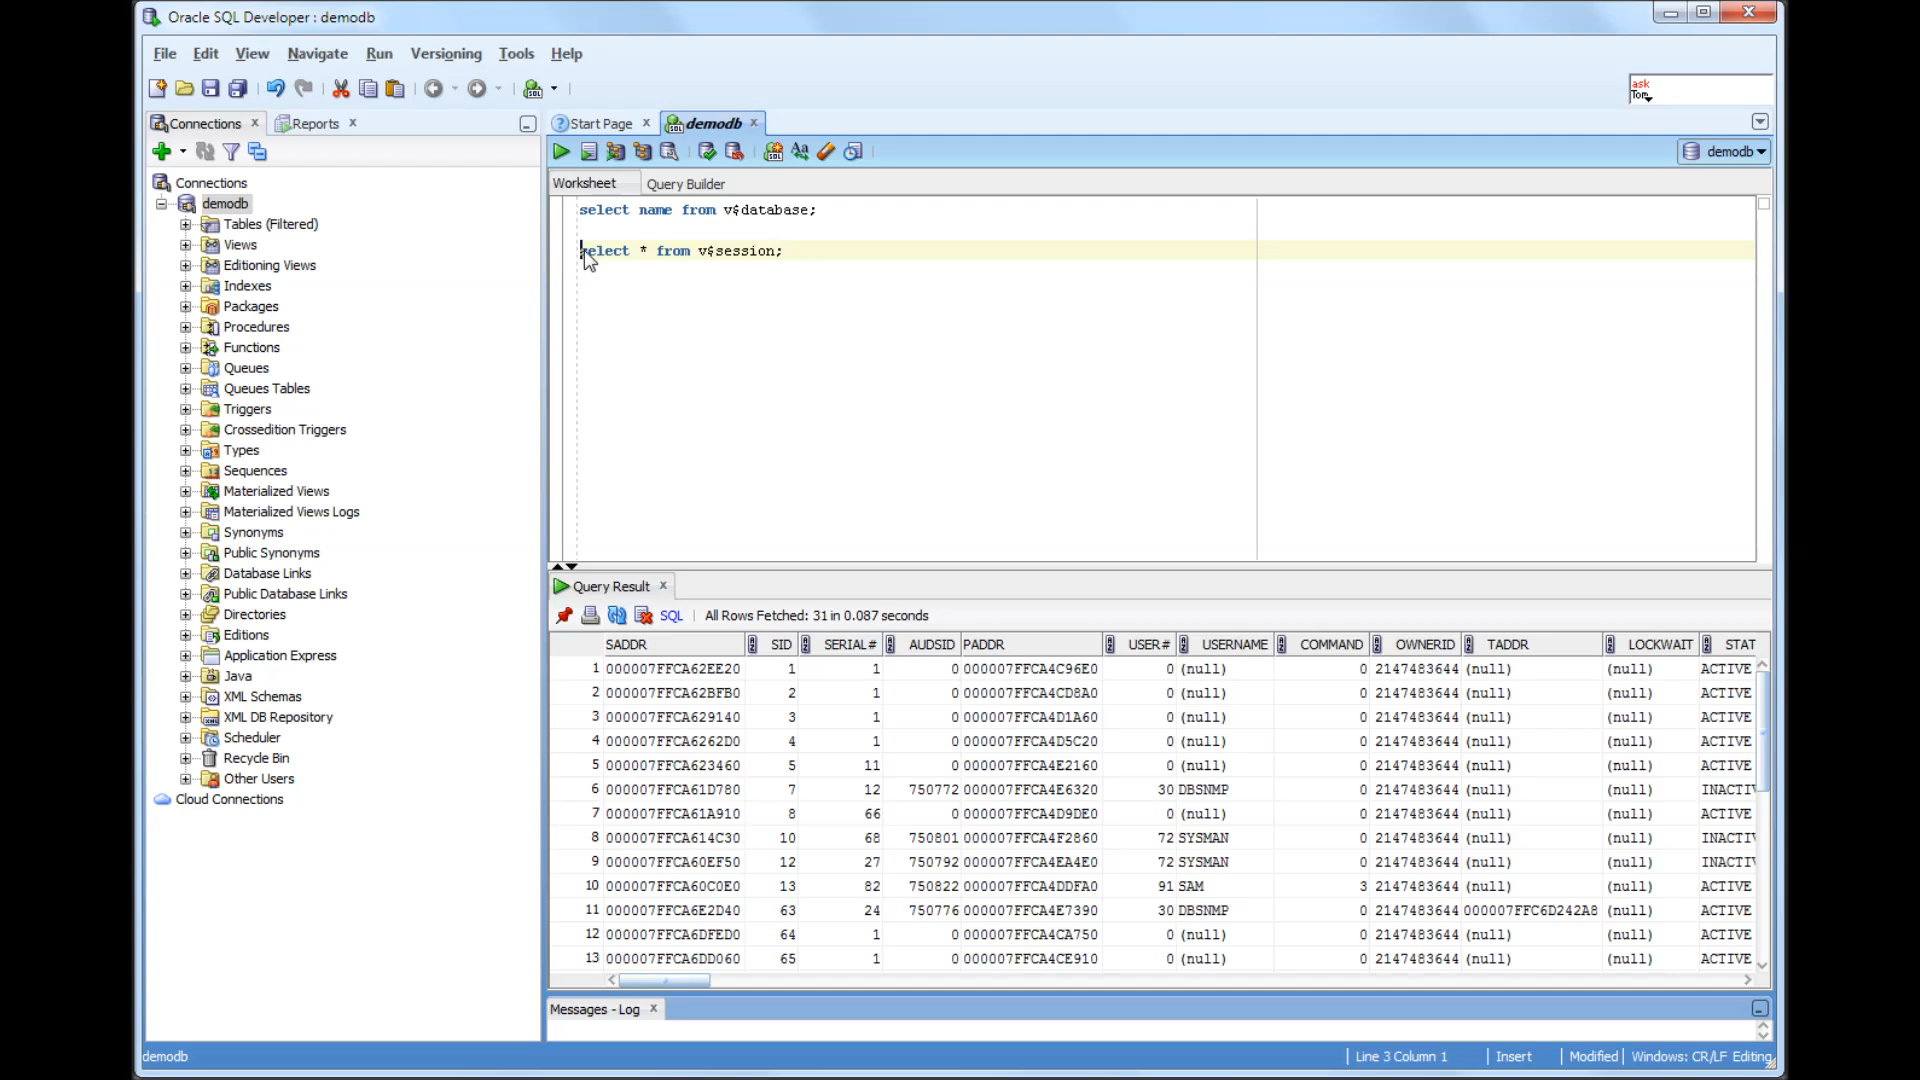 Oracle SQL Developer : demodb
File Edit View Navigate Run Versioning Tools Help
ask
Tom
Connections Reports Start Page demodb
demodb
Worksheet Query Builder
select name from v$database;
select * from v$session;
Connections
demodb
Tables (Filtered)
Views
Editioning Views
Indexes
Packages
Procedures
Functions
Queues
Queues Tables
Triggers
Crossedition Triggers
Types
Sequences
Materialized Views
Materialized Views Logs
Synonyms
Public Synonyms
Database Links
Public Database Links
Directories
Editions
Application Express
Java
XML Schemas
XML DB Repository
Scheduler
Recycle Bin
Other Users
Cloud Connections
Query Result
SQL All Rows Fetched: 31 in 0.087 seconds
SADDR SID SERIAL# AUDSID PADDR USER# USERNAME COMMAND OWNERID TADDR LOCKWAIT STAT
1 000007FFCA62EE20 1 1 0 000007FFCA4C96E0 0 (null) 0 2147483644 (null) (null) ACTIVE
2 000007FFCA62BFB0 2 1 0 000007FFCA4CD8A0 0 (null) 0 2147483644 (null) (null) ACTIVE
3 000007FFCA629140 3 1 0 000007FFCA4D1A60 0 (null) 0 2147483644 (null) (null) ACTIVE
4 000007FFCA6262D0 4 1 0 000007FFCA4D5C20 0 (null) 0 2147483644 (null) (null) ACTIVE
5 000007FFCA623460 5 11 0 000007FFCA4E2160 0 (null) 0 2147483644 (null) (null) ACTIVE
6 000007FFCA61D780 7 12 750772 000007FFCA4E6320 30 DBSNMP 0 2147483644 (null) (null) INACTIV
7 000007FFCA61A910 8 66 0 000007FFCA4D9DE0 0 (null) 0 2147483644 (null) (null) ACTIVE
8 000007FFCA614C30 10 68 750801 000007FFCA4F2860 72 SYSMAN 0 2147483644 (null) (null) INACTIV
9 000007FFCA60EF50 12 27 750792 000007FFCA4EA4E0 72 SYSMAN 0 2147483644 (null) (null) INACTIV
10 000007FFCA60C0E0 13 82 750822 000007FFCA4DDFA0 91 SAM 3 2147483644 (null) (null) ACTIVE
11 000007FFCA6E2D40 63 24 750776 000007FFCA4E7390 30 DBSNMP 0 2147483644 000007FFC6D242A8 (null) ACTIVE
12 000007FFCA6DFED0 64 1 0 000007FFCA4CA750 0 (null) 0 2147483644 (null) (null) ACTIVE
13 000007FFCA6DD060 65 1 0 000007FFCA4CE910 0 (null) 0 2147483644 (null) (null) ACTIVE
Messages - Log
demodb Line 3 Column 1 Insert Modified Windows: CR/LF Editing